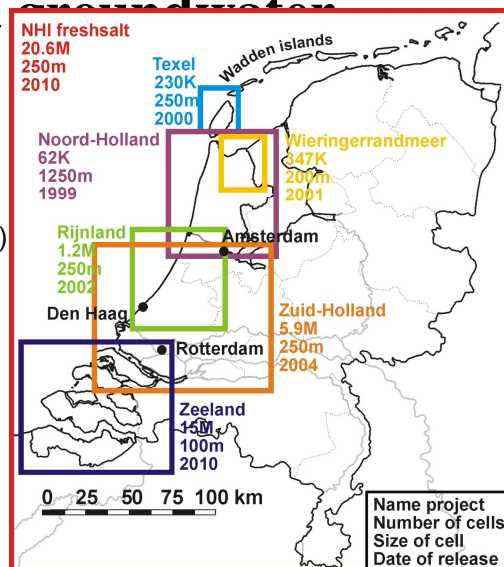 groundwater
NHI freshsalt
20.6M
250m
2010
Wadden islands
Texel
230K
250m
2000
Noord-Holland
62K
1250m
1999
Wieringerrandmeer
347K
200m
2001
Rijnland
1.2M
250m
2002
Amsterdam
Den Haag
Zuid-Holland
5.9M
250m
2004
Rotterdam
Zeeland
15M
100m
2010
0 25 50 75 100 km
Name project
Number of cells
Size of cell
Date of release
)